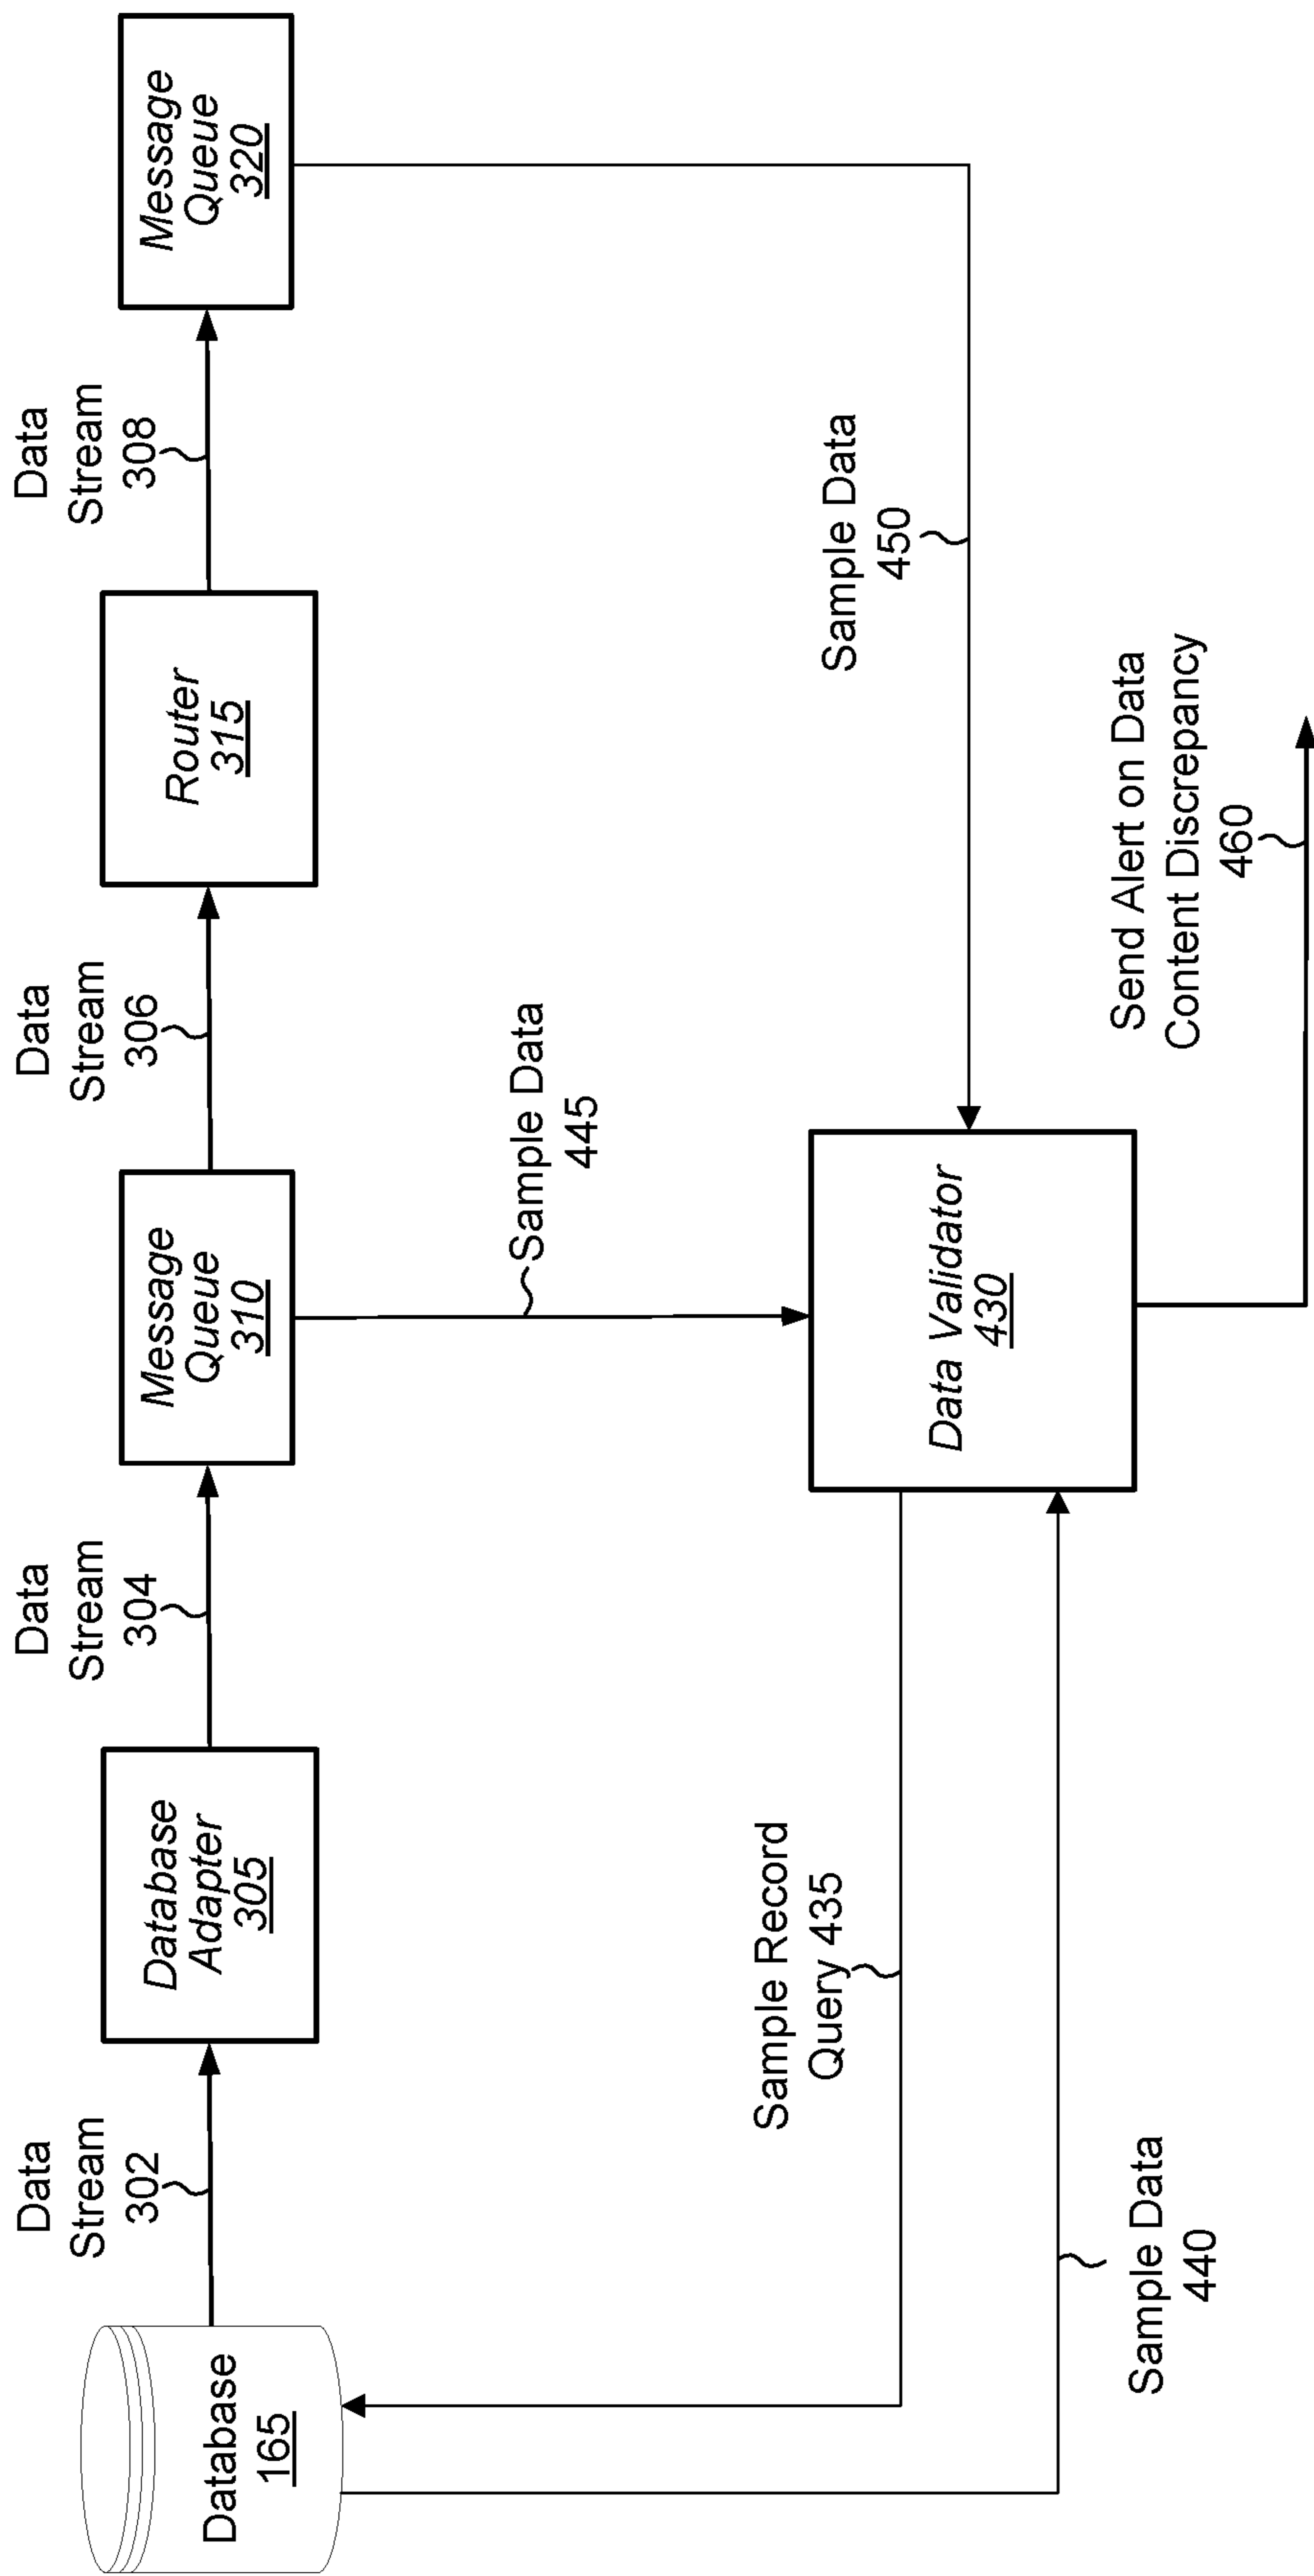 Data
Stream
302
Data
Stream
304
Data
Stream
306
Data
Stream
308
Database
165
Database
Adapter
305
Message
Queue
310
Router
315
Message
Queue
320
Sample Data
445
Sample Data
450
Sample Record
Query 435
Data Validator
430
Sample Data
440
Send Alert on Data
Content Discrepancy
460